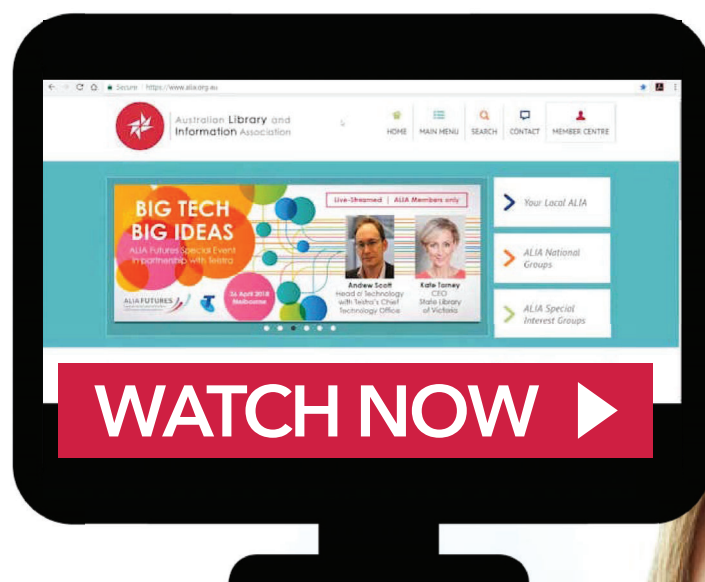 Secure https://www.alia.org.au
Australian Library and
Information Association
HOME MAIN MENU SEARCH CONTACT MEMBER CENTRE
BIG TECH
BIG IDEAS
ALIA Futures Special Event
in partnership with Telstra
26 April 2018
Melbourne
ALIA FUTURES
Live-Streamed | ALIA Members only
Andrew Scott
Head of Technology
with Telstra's Chief
Technology Office
Kate Torney
CEO
State Library
of Victoria
Your Local ALIA
ALIA National
Groups
ALIA Special
Interest Groups
WATCH NOW